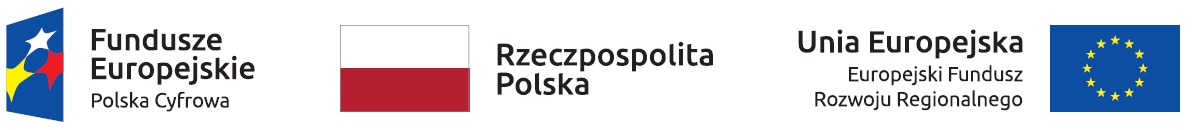 Fundusze
Europejskie
Polska Cyfrowa
Rzeczpospolita
Polska
Unia Europejska
Europejski Fundusz
Rozwoju Regionalnego